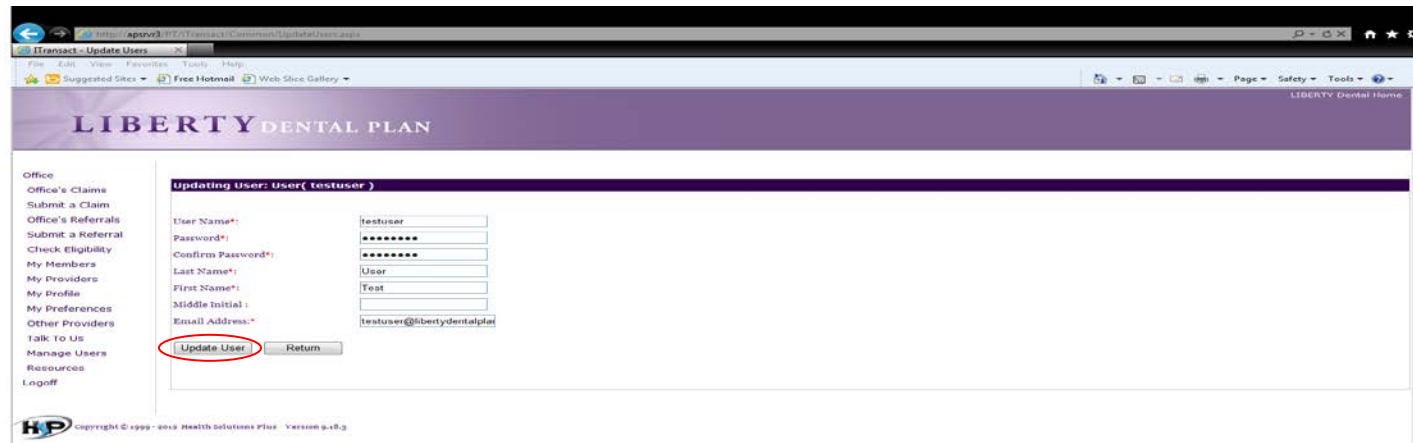 http://apsrvr3/PT/ITransact/Common/UpdateUsers.aspx
ITransact - Update Users
File Edit View Favorites Tools Help
Suggested Sites Free Hotmail Web Slice Gallery Page Safety Tools
LIBERTY Dental Home
LIBERTY DENTAL PLAN
Office
Office's Claims
Submit a Claim
Office's Referrals
Submit a Referral
Check Eligibility
My Members
My Providers
My Profile
My Preferences
Other Providers
Talk To Us
Manage Users
Resources
Logoff
Updating User: User( testuser )
User Name*: testuser
Password*: ••••••••
Confirm Password*: ••••••••
Last Name*: User
First Name*: Test
Middle Initial :
Email Address:* testuser@libertydentalplan
Update User Return
HSP Copyright © 1999 - 2012 Health Solutions Plus Version 9.18.3